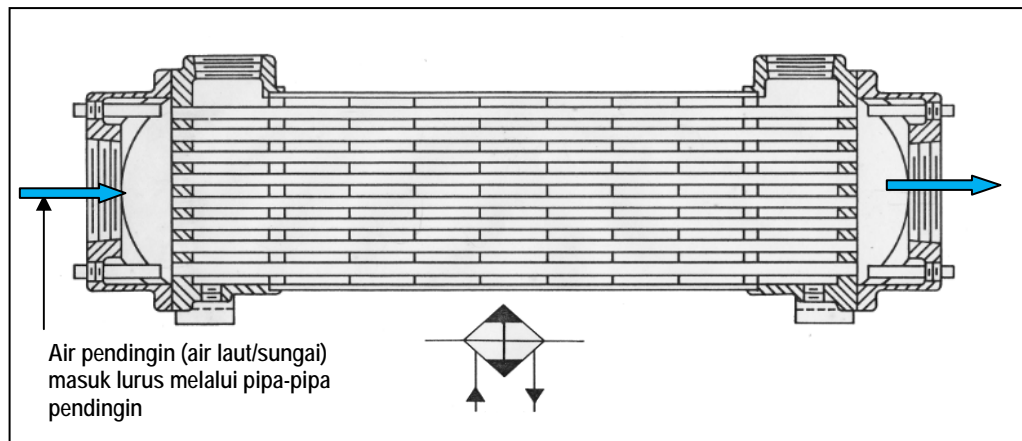 Air pendingin (air laut/sungai)
masuk lurus melalui pipa-pipa
pendingin